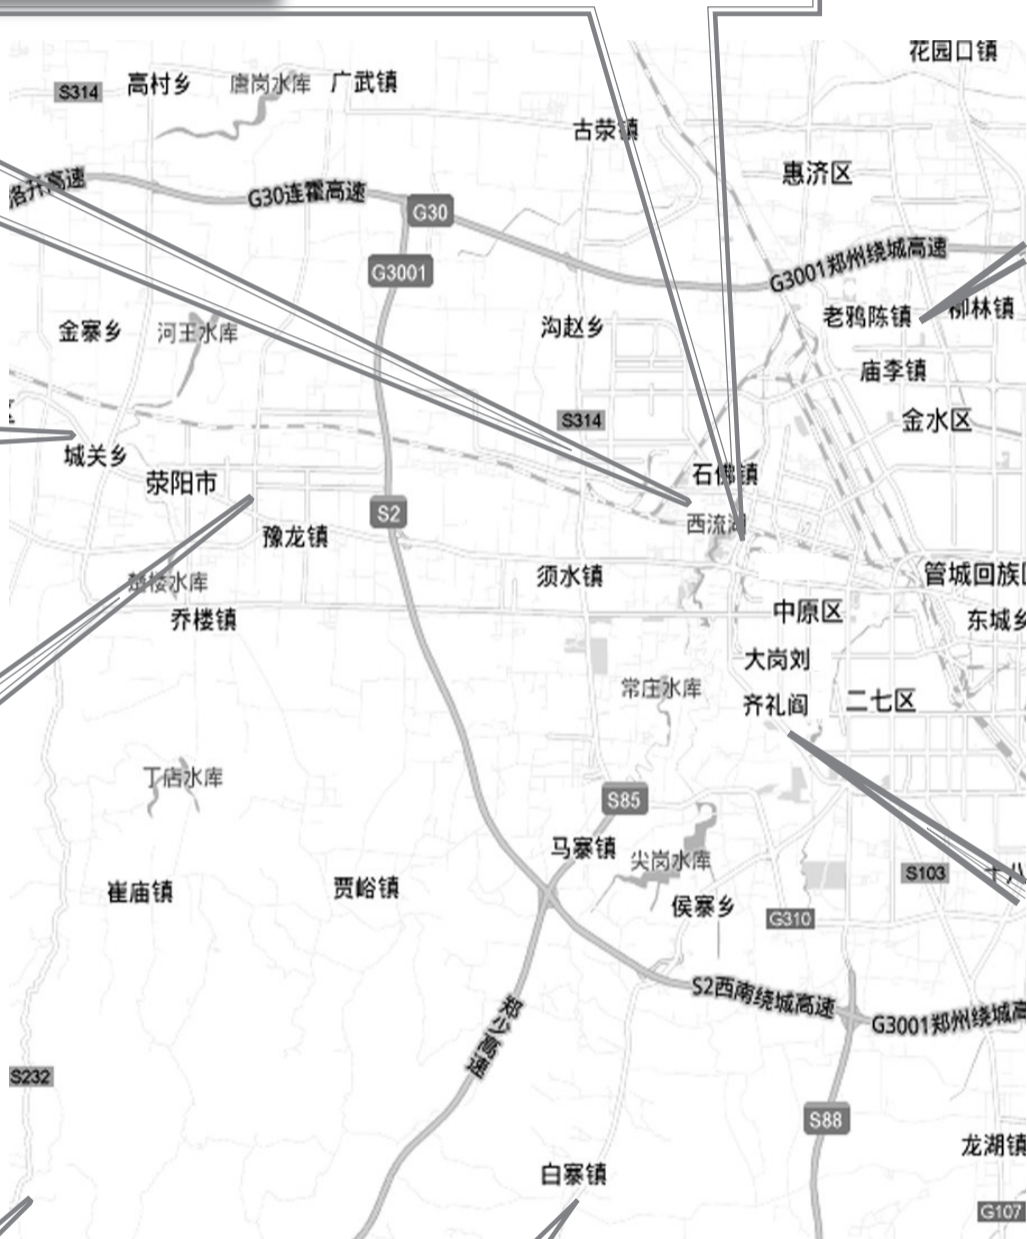 花园口镇
S314
高村乡
唐岗水库
广武镇
古荥镇
惠济区
洛开高速
G30连霍高速
G30
G3001郑州绕城高速
G3001
老鸦陈镇
柳林镇
金寨乡
河王水库
沟赵乡
庙李镇
S314
金水区
城关乡
荥阳市
石佛镇
S2
西流湖
豫龙镇
须水镇
管城回族区
楚楼水库
乔楼镇
中原区
东城乡
大岗刘
常庄水库
齐礼阎
二七区
丁店水库
S85
马寨镇
尖岗水库
S103
十八
崔庙镇
贾峪镇
侯寨乡
G310
S2西南绕城高速
G3001郑州绕城高
郑少高速
S232
S88
龙湖镇
白寨镇
G107